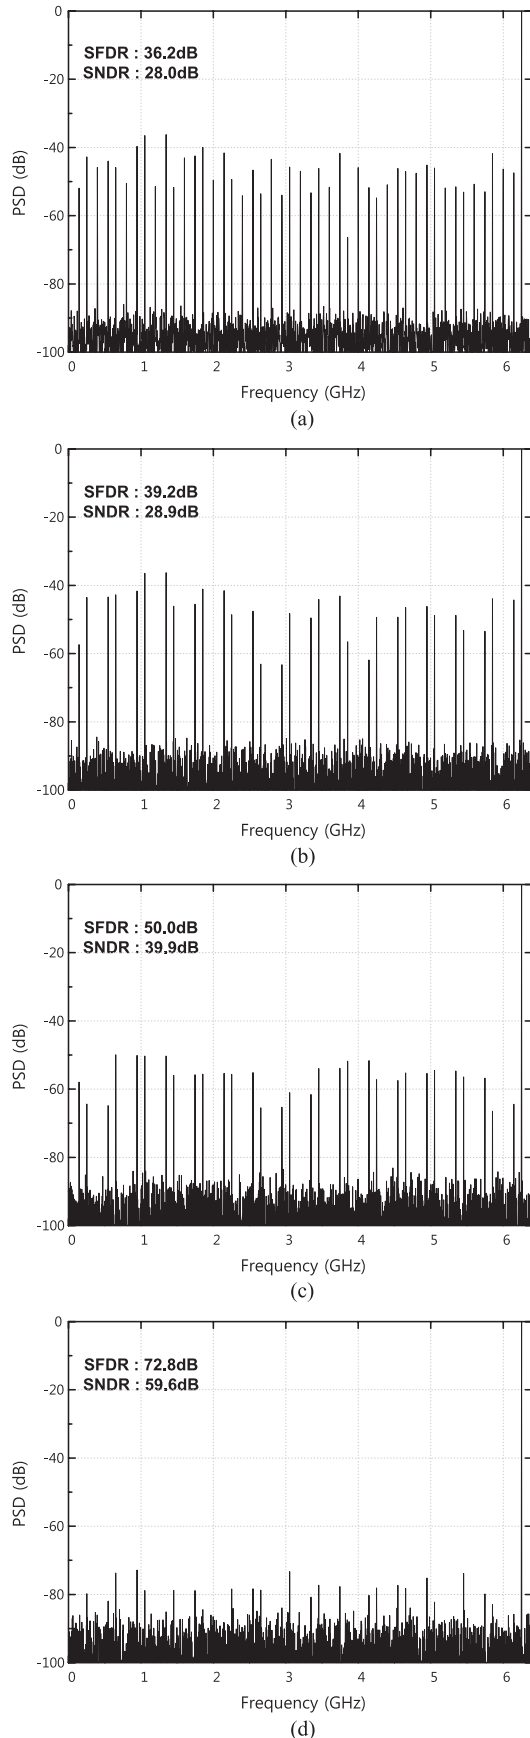 0
SFDR : 36.2dB
SNDR : 28.0dB
-20
-40
PSD (dB)
-60
-80
-100
0 1 2 3 4 5 6
Frequency (GHz)
(a)
0
SFDR : 39.2dB
SNDR : 28.9dB
-20
-40
PSD (dB)
-60
-80
-100
0 1 2 3 4 5 6
Frequency (GHz)
(b)
0
SFDR : 50.0dB
SNDR : 39.9dB
-20
-40
PSD (dB)
-60
-80
-100
0 1 2 3 4 5 6
Frequency (GHz)
(c)
0
SFDR : 72.8dB
SNDR : 59.6dB
-20
-40
PSD (dB)
-60
-80
-100
0 1 2 3 4 5 6
Frequency (GHz)
(d)